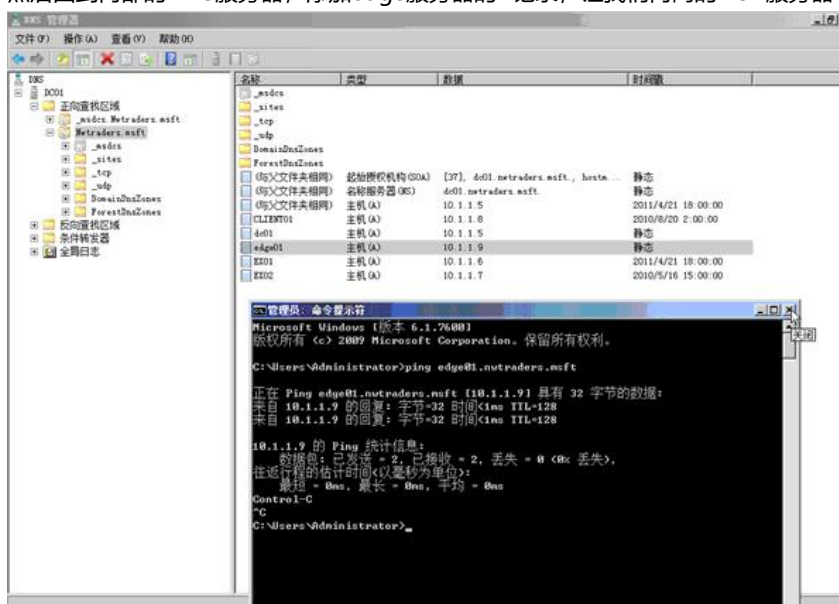 DNS 管理器
文件(F) 操作(A) 查看(V) 帮助(H)
DNS
DC01
正向查找区域
_msdcs.Nwtraders.msft
Nwtraders.msft
_msdcs
_sites
_tcp
_udp
DomainDnsZones
ForestDnsZones
反向查找区域
条件转发器
全局日志
名称 类型 数据 时间戳
_msdcs
_sites
_tcp
_udp
DomainDnsZones
ForestDnsZones
(与父文件夹相同) 起始授权机构(SOA) [37], dc01.nwtraders.msft., hostm... 静态
(与父文件夹相同) 名称服务器(NS) dc01.nwtraders.msft. 静态
(与父文件夹相同) 主机(A) 10.1.1.5 2011/4/21 18:00:00
CLIENT01 主机(A) 10.1.1.8 2010/8/20 2:00:00
dc01 主机(A) 10.1.1.5 静态
edge01 主机(A) 10.1.1.9 静态
EX01 主机(A) 10.1.1.6 2011/4/21 18:00:00
EX02 主机(A) 10.1.1.7 2010/5/16 15:00:00
管理员: 命令提示符
关闭
Microsoft Windows [版本 6.1.7600]
版权所有 (c) 2009 Microsoft Corporation。保留所有权利。
C:\Users\Administrator>ping edge01.nwtraders.msft
正在 Ping edge01.nwtraders.msft [10.1.1.9] 具有 32 字节的数据:
来自 10.1.1.9 的回复: 字节=32 时间<1ms TTL=128
来自 10.1.1.9 的回复: 字节=32 时间<1ms TTL=128
10.1.1.9 的 Ping 统计信息:
数据包: 已发送 = 2, 已接收 = 2, 丢失 = 0 (0% 丢失),
往返行程的估计时间(以毫秒为单位):
最短 = 0ms, 最长 = 0ms, 平均 = 0ms
Control-C
^C
C:\Users\Administrator>_